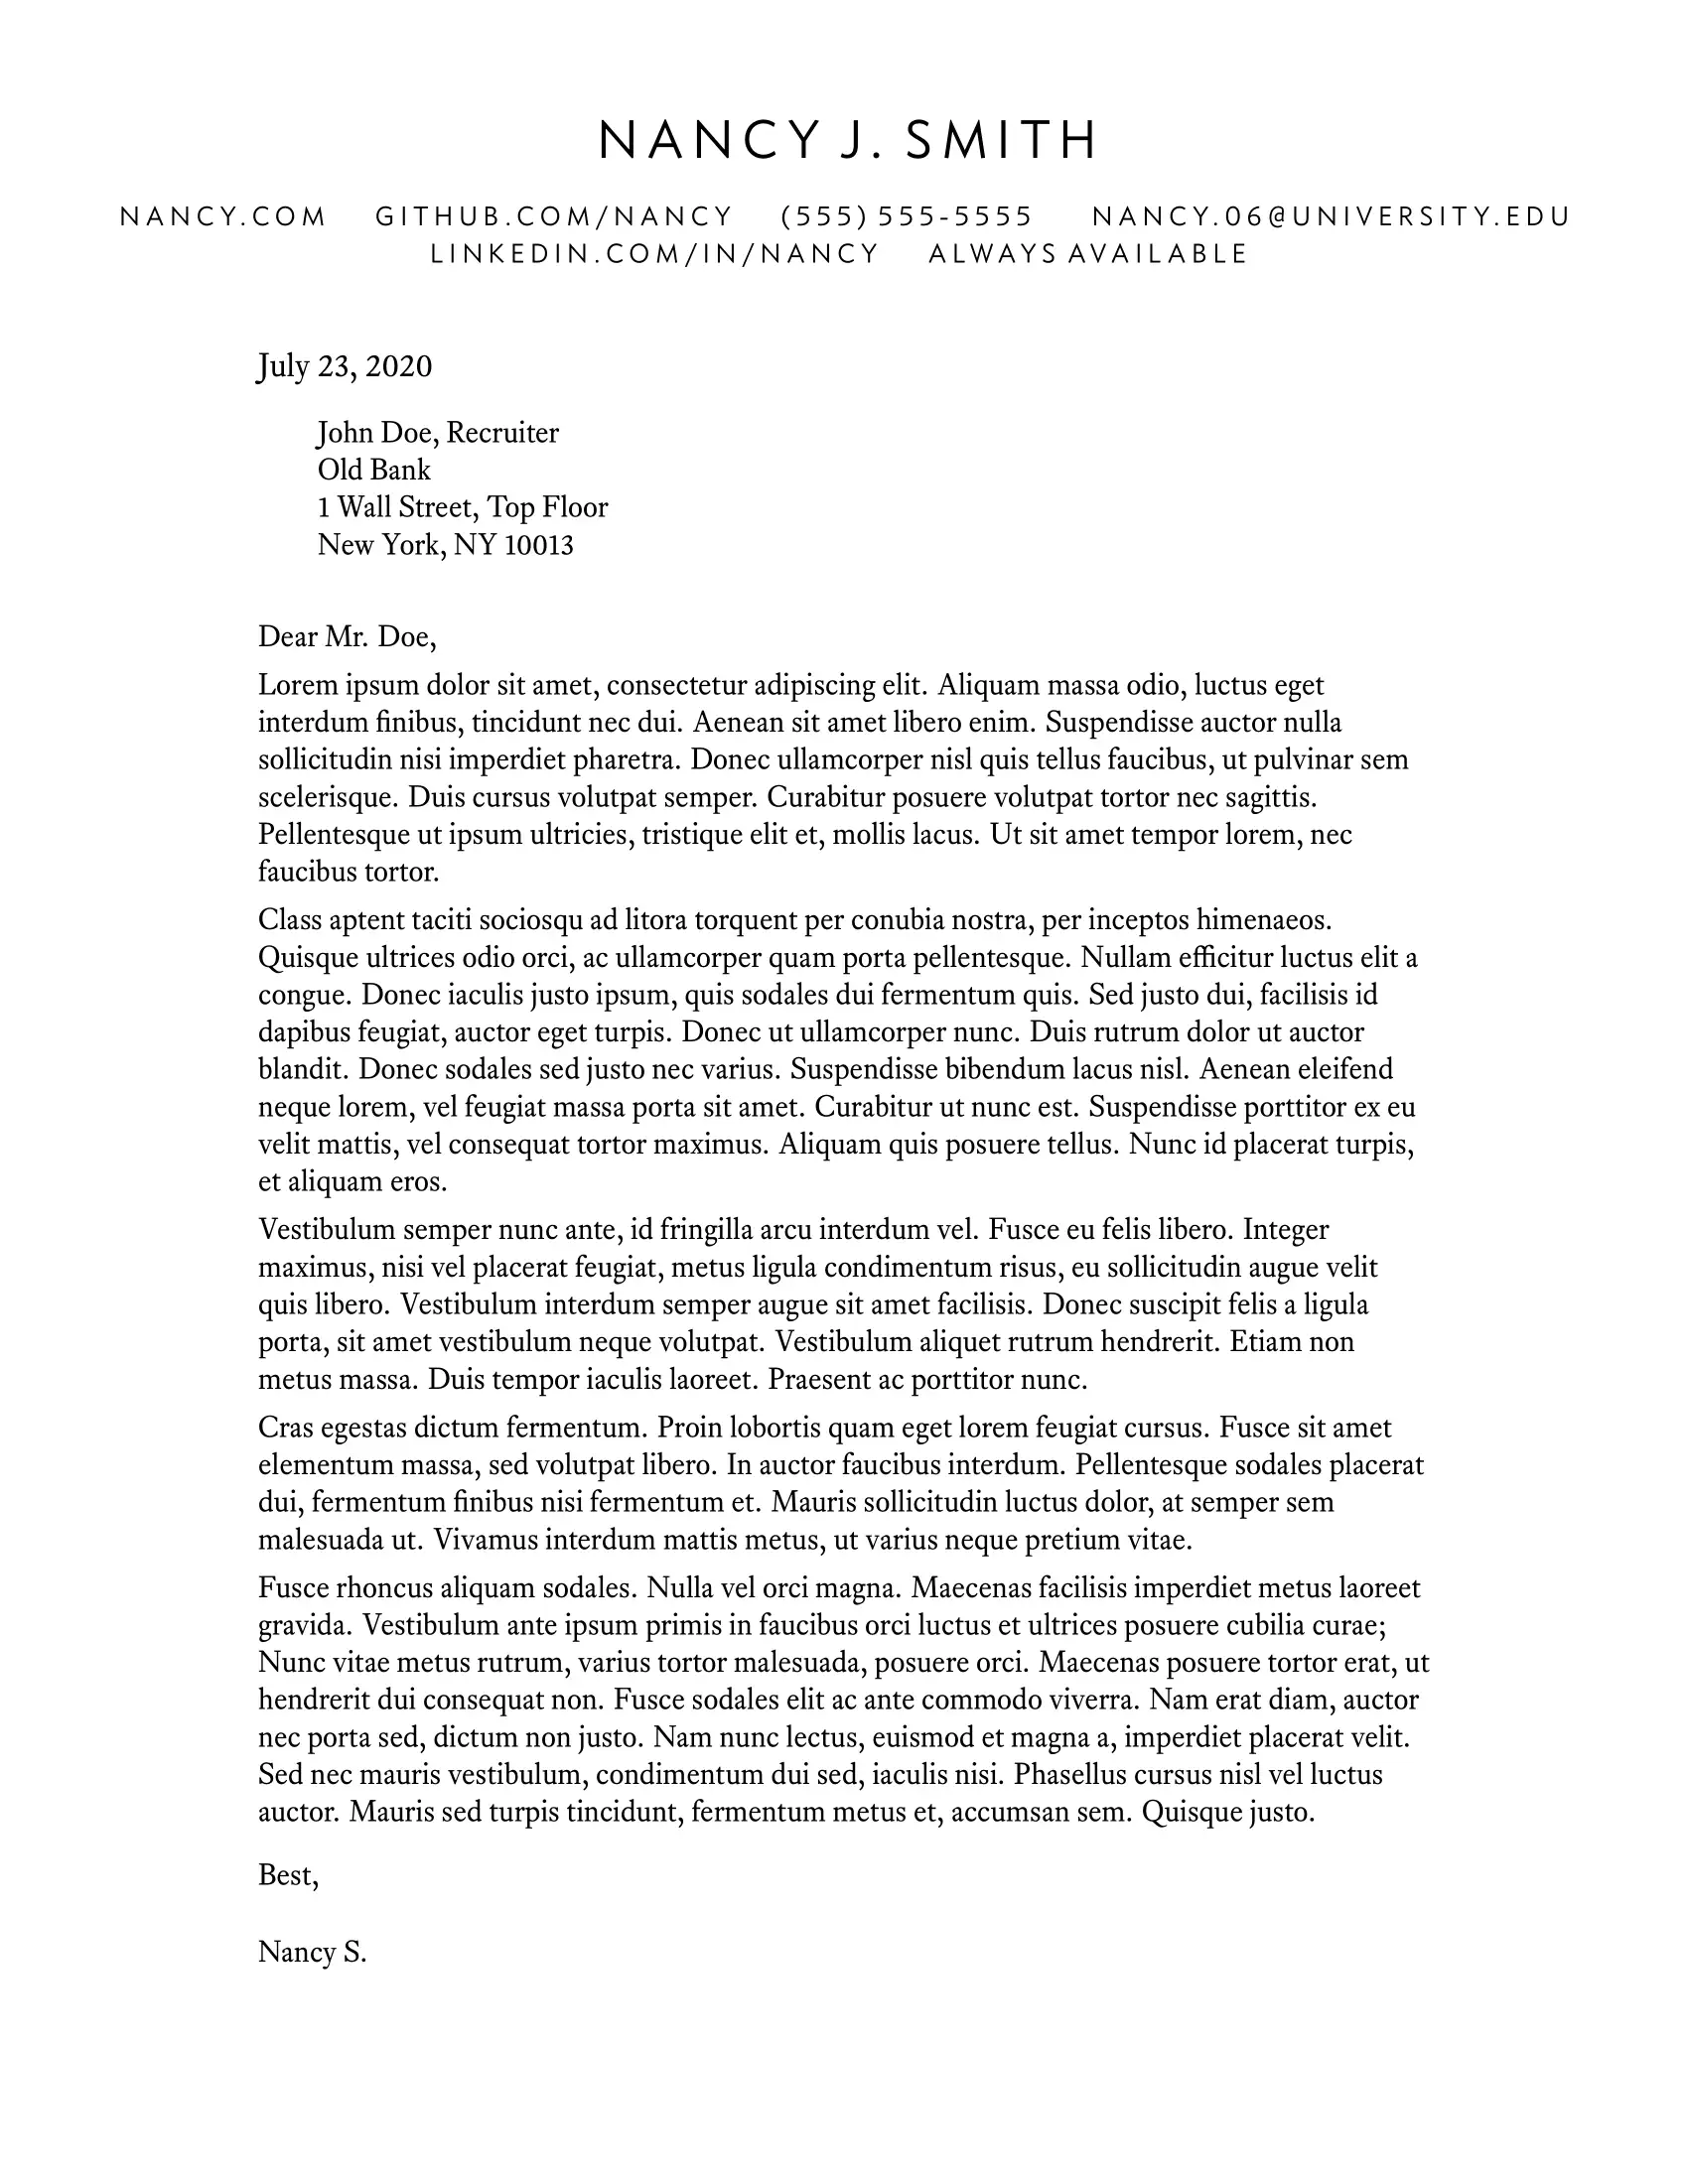 NANCY J. SMITH
NANCY.COM GITHUB.COM/NANCY (555) 555-5555 NANCY.06@UNIVERSITY.EDU
LINKEDIN.COM/IN/NANCY ALWAYS AVAILABLE
July 23, 2020
John Doe, Recruiter
Old Bank
1 Wall Street, Top Floor
New York, NY 10013
Dear Mr. Doe,
Lorem ipsum dolor sit amet, consectetur adipiscing elit. Aliquam massa odio, luctus eget
interdum finibus, tincidunt nec dui. Aenean sit amet libero enim. Suspendisse auctor nulla
sollicitudin nisi imperdiet pharetra. Donec ullamcorper nisl quis tellus faucibus, ut pulvinar sem
scelerisque. Duis cursus volutpat semper. Curabitur posuere volutpat tortor nec sagittis.
Pellentesque ut ipsum ultricies, tristique elit et, mollis lacus. Ut sit amet tempor lorem, nec
faucibus tortor.
Class aptent taciti sociosqu ad litora torquent per conubia nostra, per inceptos himenaeos.
Quisque ultrices odio orci, ac ullamcorper quam porta pellentesque. Nullam efficitur luctus elit a
congue. Donec iaculis justo ipsum, quis sodales dui fermentum quis. Sed justo dui, facilisis id
dapibus feugiat, auctor eget turpis. Donec ut ullamcorper nunc. Duis rutrum dolor ut auctor
blandit. Donec sodales sed justo nec varius. Suspendisse bibendum lacus nisl. Aenean eleifend
neque lorem, vel feugiat massa porta sit amet. Curabitur ut nunc est. Suspendisse porttitor ex eu
velit mattis, vel consequat tortor maximus. Aliquam quis posuere tellus. Nunc id placerat turpis,
et aliquam eros.
Vestibulum semper nunc ante, id fringilla arcu interdum vel. Fusce eu felis libero. Integer
maximus, nisi vel placerat feugiat, metus ligula condimentum risus, eu sollicitudin augue velit
quis libero. Vestibulum interdum semper augue sit amet facilisis. Donec suscipit felis a ligula
porta, sit amet vestibulum neque volutpat. Vestibulum aliquet rutrum hendrerit. Etiam non
metus massa. Duis tempor iaculis laoreet. Praesent ac porttitor nunc.
Cras egestas dictum fermentum. Proin lobortis quam eget lorem feugiat cursus. Fusce sit amet
elementum massa, sed volutpat libero. In auctor faucibus interdum. Pellentesque sodales placerat
dui, fermentum finibus nisi fermentum et. Mauris sollicitudin luctus dolor, at semper sem
malesuada ut. Vivamus interdum mattis metus, ut varius neque pretium vitae.
Fusce rhoncus aliquam sodales. Nulla vel orci magna. Maecenas facilisis imperdiet metus laoreet
gravida. Vestibulum ante ipsum primis in faucibus orci luctus et ultrices posuere cubilia curae;
Nunc vitae metus rutrum, varius tortor malesuada, posuere orci. Maecenas posuere tortor erat, ut
hendrerit dui consequat non. Fusce sodales elit ac ante commodo viverra. Nam erat diam, auctor
nec porta sed, dictum non justo. Nam nunc lectus, euismod et magna a, imperdiet placerat velit.
Sed nec mauris vestibulum, condimentum dui sed, iaculis nisi. Phasellus cursus nisl vel luctus
auctor. Mauris sed turpis tincidunt, fermentum metus et, accumsan sem. Quisque justo.
Best,
Nancy S.